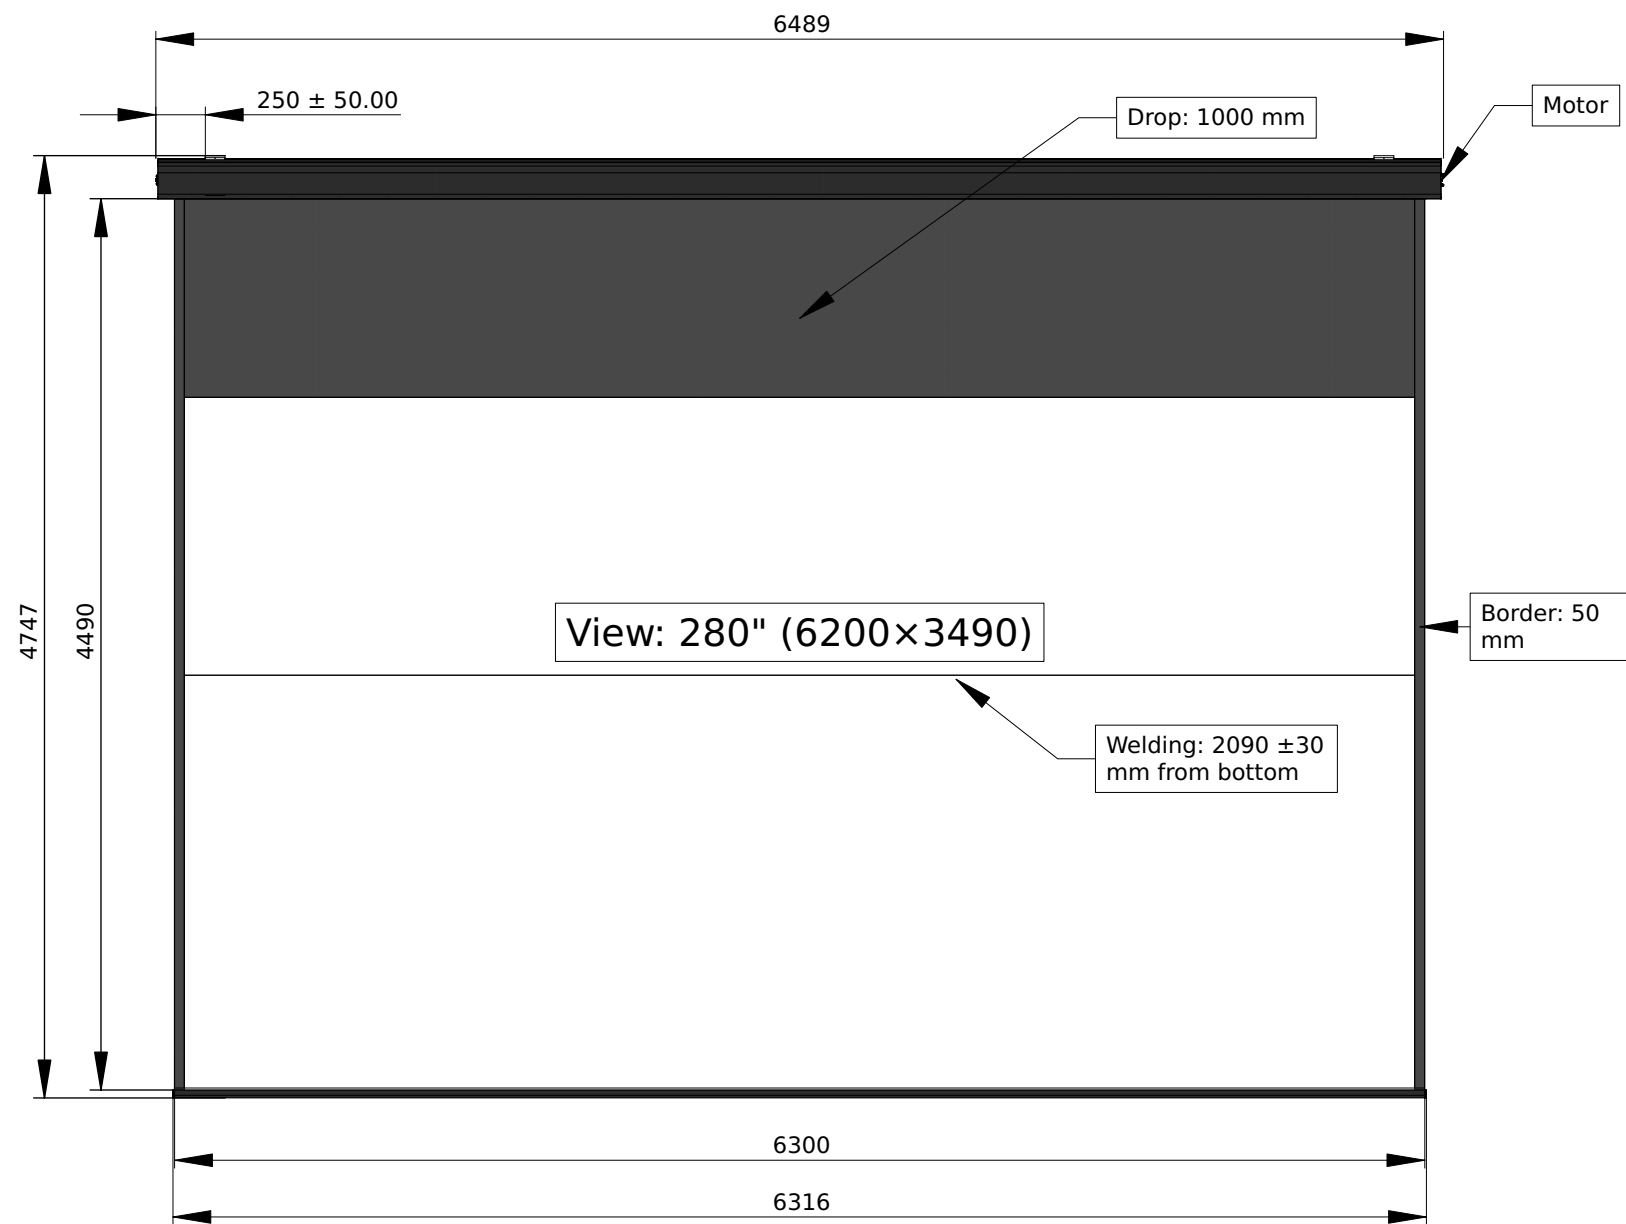 6489
250 ± 50.00
Drop: 1000 mm
Motor
4747
4490
View: 280" (6200×3490)
Border: 50
mm
Welding: 2090 ±30
mm from bottom
6300
6316